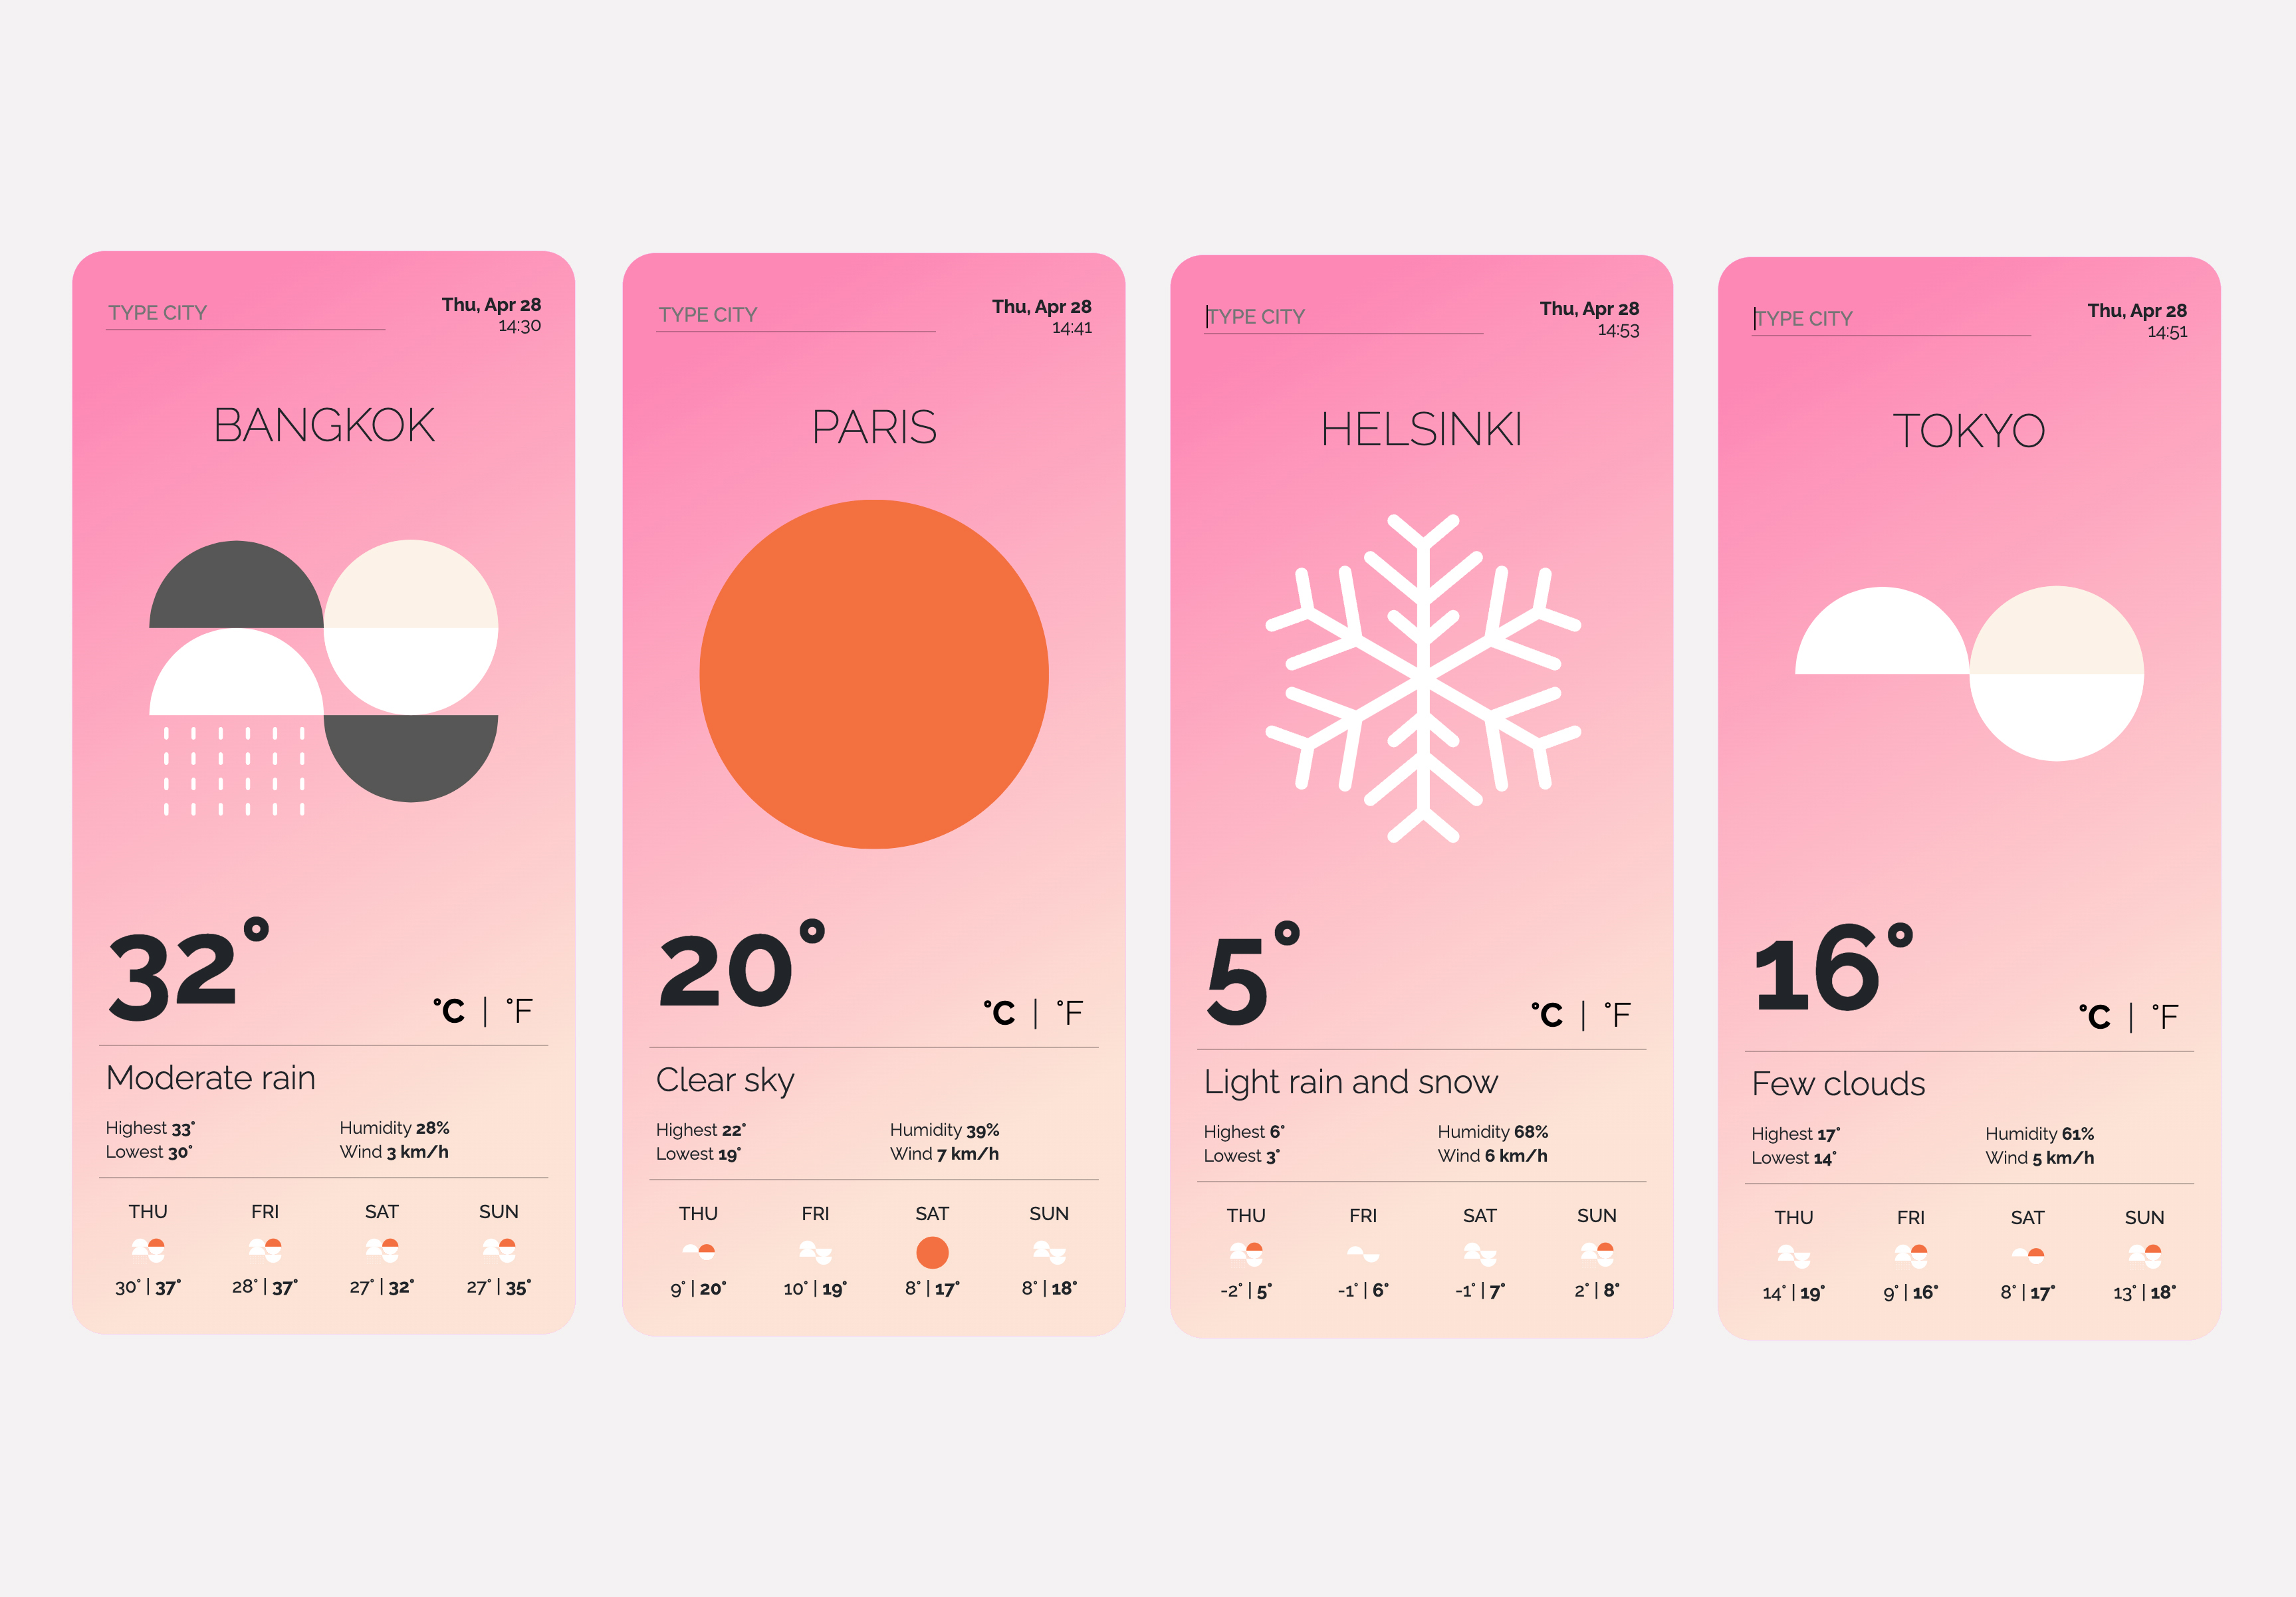 TYPE CITY
Thu, Apr 28
14:30
BANGKOK
32°
°C | °F
Moderate rain
Highest 33°
Lowest 30°
Humidity 28%
Wind 3 km/h
THU FRI SAT SUN
30° | 37° 28° | 37° 27° | 32° 27° | 35°
TYPE CITY
Thu, Apr 28
14:41
PARIS
20°
°C | °F
Clear sky
Highest 22°
Lowest 19°
Humidity 39%
Wind 7 km/h
THU FRI SAT SUN
9° | 20° 10° | 19° 8° | 17° 8° | 18°
TYPE CITY
Thu, Apr 28
14:53
HELSINKI
5°
°C | °F
Light rain and snow
Highest 6°
Lowest 3°
Humidity 68%
Wind 6 km/h
THU FRI SAT SUN
-2° | 5° -1° | 6° -1° | 7° 2° | 8°
TYPE CITY
Thu, Apr 28
14:51
TOKYO
16°
°C | °F
Few clouds
Highest 17°
Lowest 14°
Humidity 61%
Wind 5 km/h
THU FRI SAT SUN
14° | 19° 9° | 16° 8° | 17° 13° | 18°